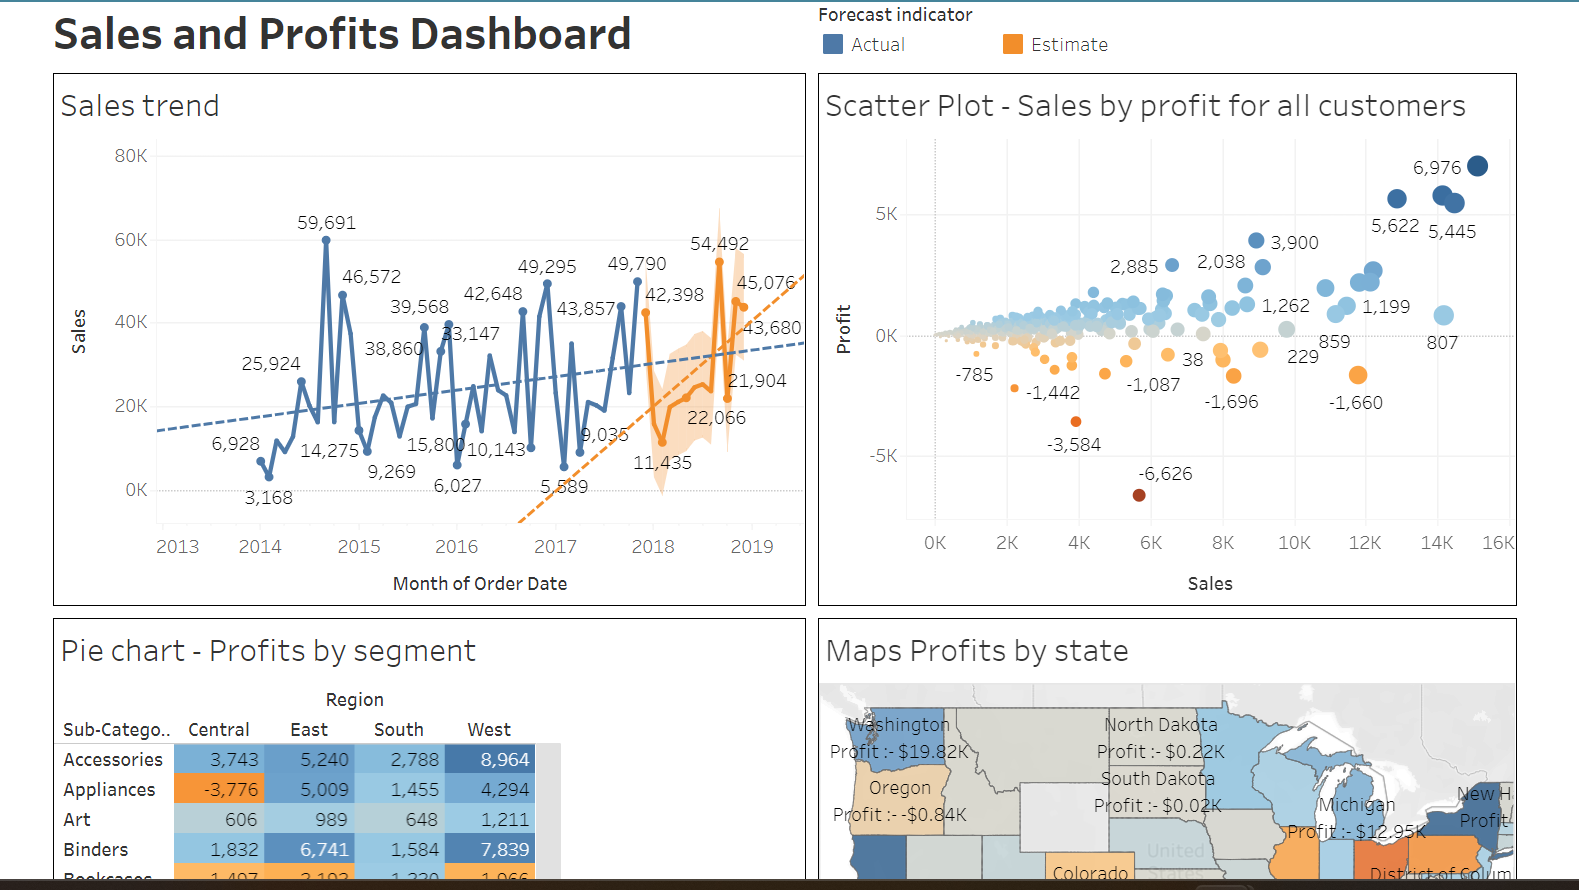 Sales and Profits Dashboard
Forecast indicator
Actual
Estimate
Sales trend
80K
60K
40K
20K
0K
Sales
59,691
46,572
25,924
6,928
3,168
14,275
9,269
39,568
38,860
33,147
15,800
6,027
42,648
10,143
49,295
5,589
43,857
9,035
49,790
42,398
11,435
54,492
22,066
45,076
43,680
21,904
2013
2014
2015
2016
2017
2018
2019
Month of Order Date
Scatter Plot - Sales by profit for all customers
5K
0K
-5K
Profit
6,976
5,622
5,445
3,900
2,885
2,038
1,262
1,199
859
807
229
38
-785
-1,442
-1,087
-1,696
-1,660
-3,584
-6,626
0K
2K
4K
6K
8K
10K
12K
14K
16K
Sales
Pie chart - Profits by segment
Region
Sub-Catego.. Central East South West
Accessories 3,743 5,240 2,788 8,964
Appliances -3,776 5,009 1,455 4,294
Art 606 989 648 1,211
Binders 1,832 6,741 1,584 7,839
Bookcases
Maps Profits by state
Washington
Profit :- $19.82K
North Dakota
Profit :- $0.22K
South Dakota
Profit :- $0.02K
Oregon
Profit :- -$0.84K
Michigan
Profit :- $12.95K
New H
Profit
United
States
Colorado
District of Colum